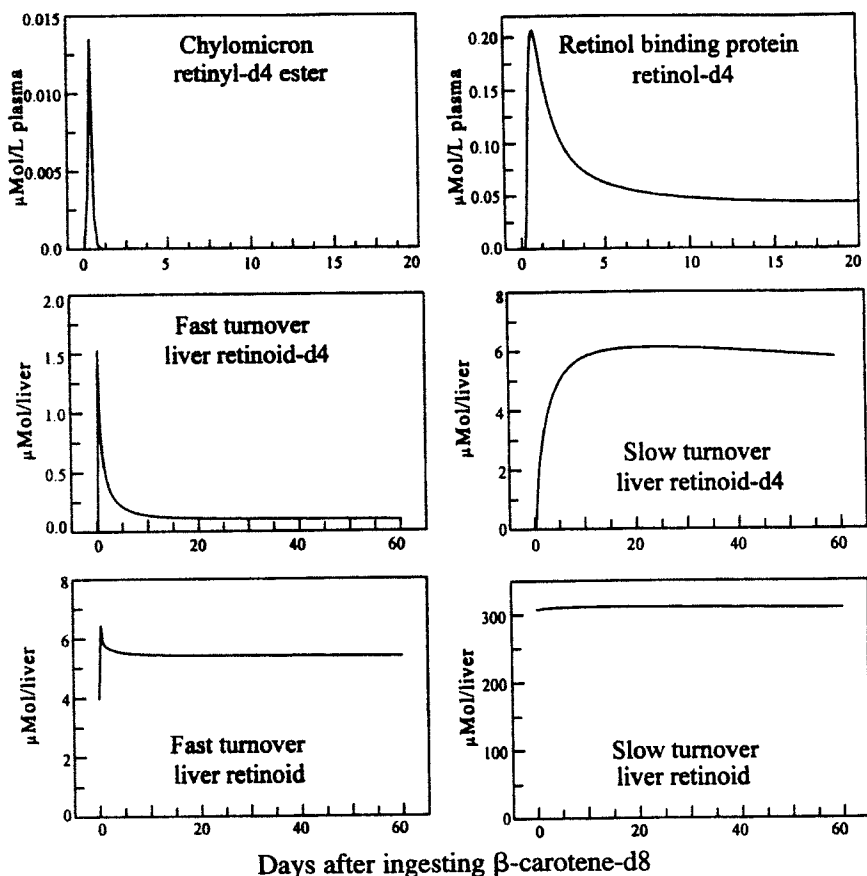 0.015
0.010
0.005
0.0
µMol/L plasma
Chylomicron
retinyl-d4 ester
0 5 10 15 20
0.20
0.15
0.10
0.05
0.0
µMol/L plasma
Retinol binding protein
retinol-d4
0 5 10 15 20
2.0
1.5
1.0
0.5
0.0
µMol/liver
Fast turnover
liver retinoid-d4
0 20 40 60
8
6
4
2
0
µMol/liver
Slow turnover
liver retinoid-d4
0 20 40 60
8
6
4
2
0
µMol/liver
Fast turnover
liver retinoid
0 20 40 60
300
200
100
0
µMol/liver
Slow turnover
liver retinoid
0 20 40 60
Days after ingesting β-carotene-d8